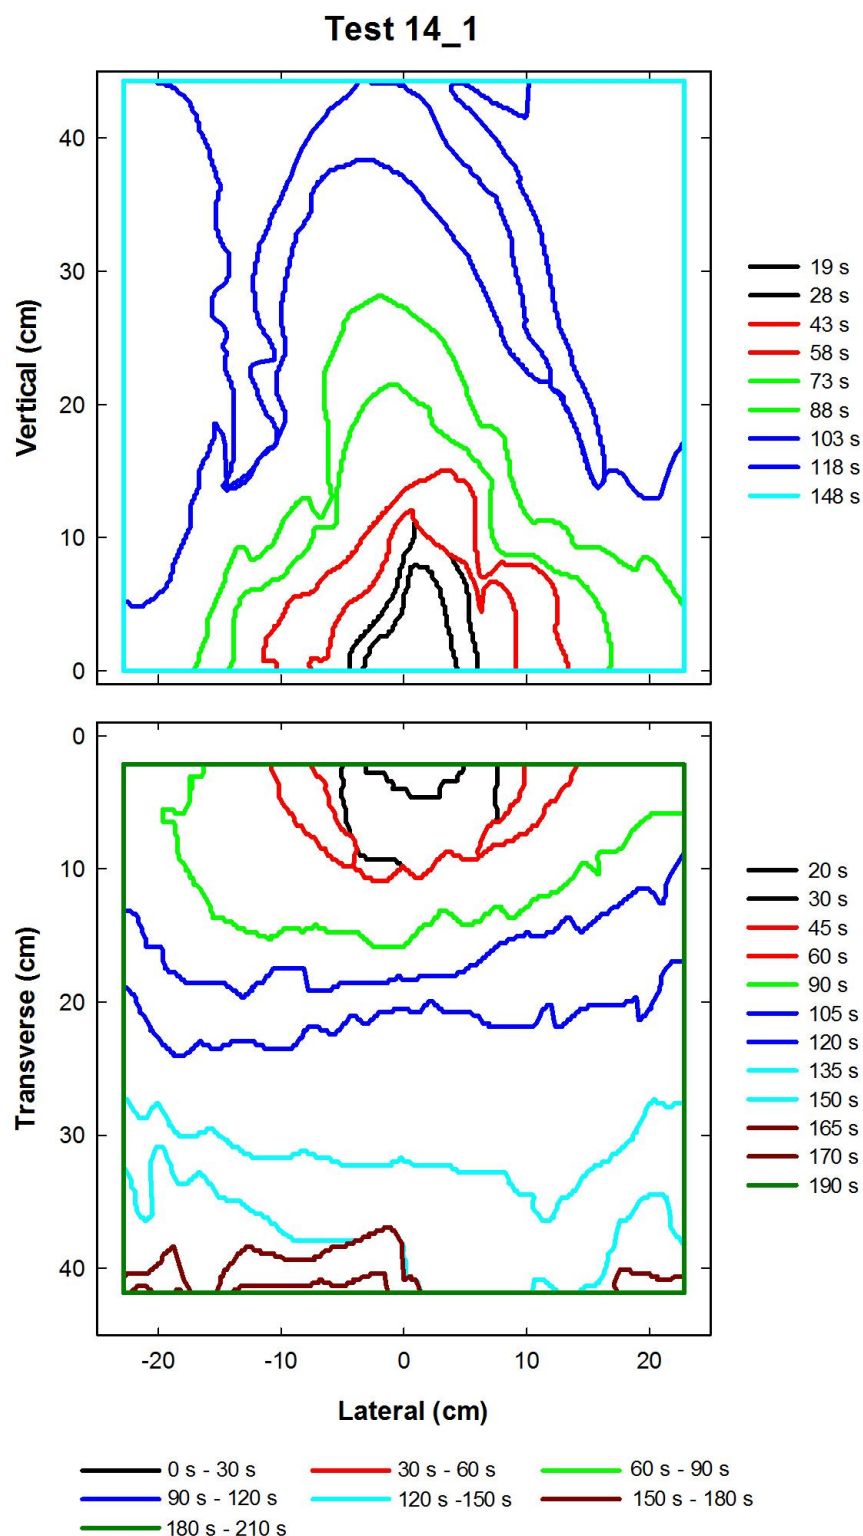 Test 14_1
40
30
20
10
0
Vertical (cm)
19 s
28 s
43 s
58 s
73 s
88 s
103 s
118 s
148 s
0
10
20
30
40
Transverse (cm)
20 s
30 s
45 s
60 s
90 s
105 s
120 s
135 s
150 s
165 s
170 s
190 s
-20 -10 0 10 20
Lateral (cm)
0 s - 30 s 30 s - 60 s 60 s - 90 s
90 s - 120 s 120 s -150 s 150 s - 180 s
180 s - 210 s